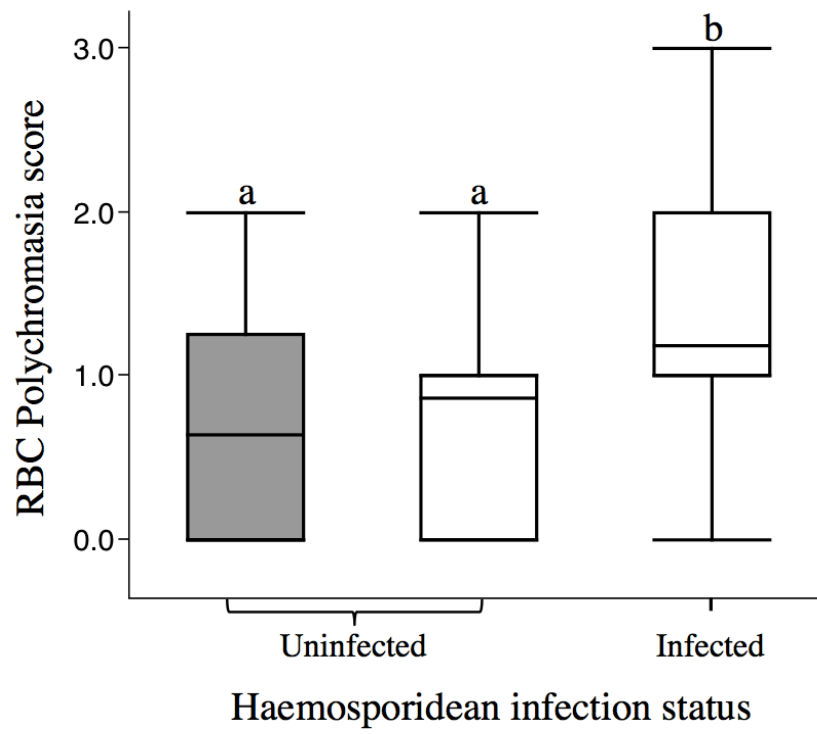 RBC Polychromasia score
3.0
2.0
1.0
0.0
a
a
b
Uninfected
Infected
Haemosporidean infection status